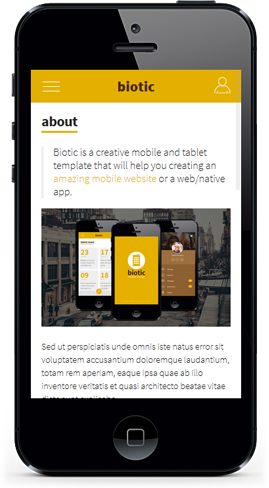 biotic
about
Biotic is a creative mobile and tablet
template that will help you creating an
amazing mobile website or a web/native
app.
23
17
09
18
biotic
Sed ut perspiciatis unde omnis iste natus error sit
voluptatem accusantium doloremque laudantium,
totam rem aperiam, eaque ipsa quae ab illo
inventore veritatis et quasi architecto beatae vitae